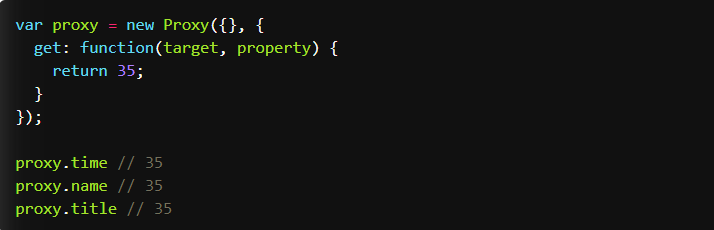 var proxy = new Proxy({}, {
  get: function(target, property) {
    return 35;
  }
});

proxy.time // 35
proxy.name // 35
proxy.title // 35